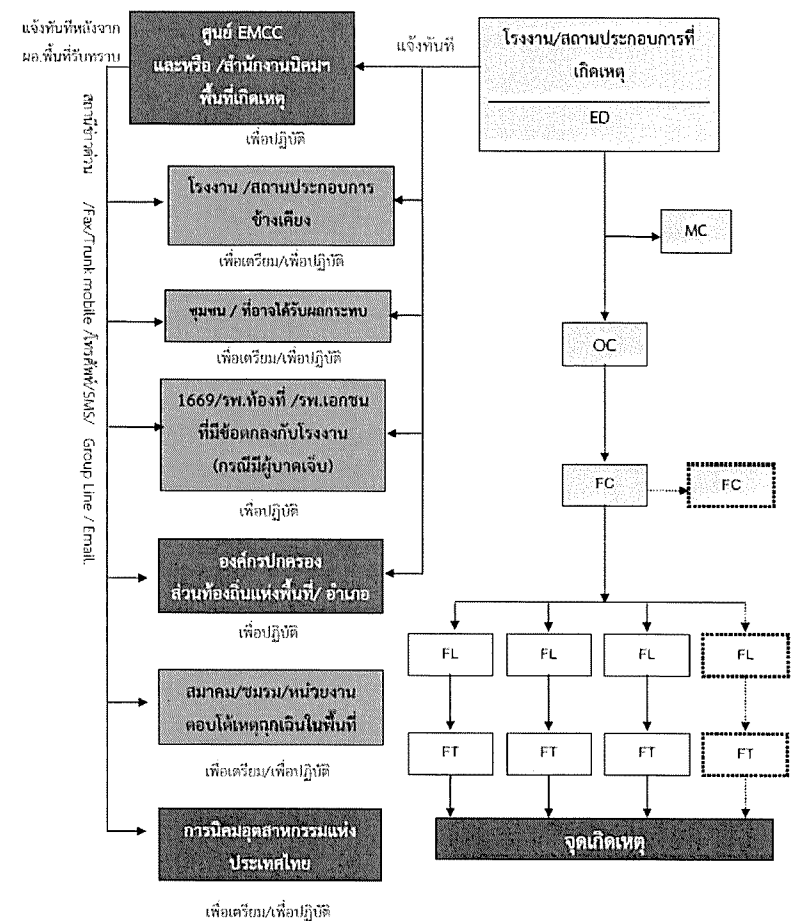 แจ้งทันทีหลังจาก
ผอ.พื้นที่รับทราบ
ศูนย์ EMCC
และหรือ /สำนักงานนิคมฯ
พื้นที่เกิดเหตุ
เพื่อปฏิบัติ
แจ้งทันที
โรงงาน/สถานประกอบการที่
เกิดเหตุ
ED
สถานีข่าวด่วน /Fax/Trunk mobile /โทรศัพท์/SMS/ Group Line / Email.
โรงงาน /สถานประกอบการ
ข้างเคียง
เพื่อเตรียม/เพื่อปฏิบัติ
ชุมชน / ที่อาจได้รับผลกระทบ
เพื่อเตรียม/เพื่อปฏิบัติ
1669/รพ.ท้องที่ /รพ.เอกชน
ที่มีข้อตกลงกับโรงงาน
(กรณีมีผู้บาดเจ็บ)
เพื่อปฏิบัติ
องค์กรปกครอง
ส่วนท้องถิ่นแห่งพื้นที่/ อำเภอ
เพื่อปฏิบัติ
สมาคม/ชมรม/หน่วยงาน
ตอบโต้เหตุฉุกเฉินในพื้นที่
เพื่อเตรียม/เพื่อปฏิบัติ
การนิคมอุตสาหกรรมแห่ง
ประเทศไทย
เพื่อเตรียม/เพื่อปฏิบัติ
MC
OC
FC
FC
FL
FL
FL
FL
FT
FT
FT
FT
จุดเกิดเหตุ